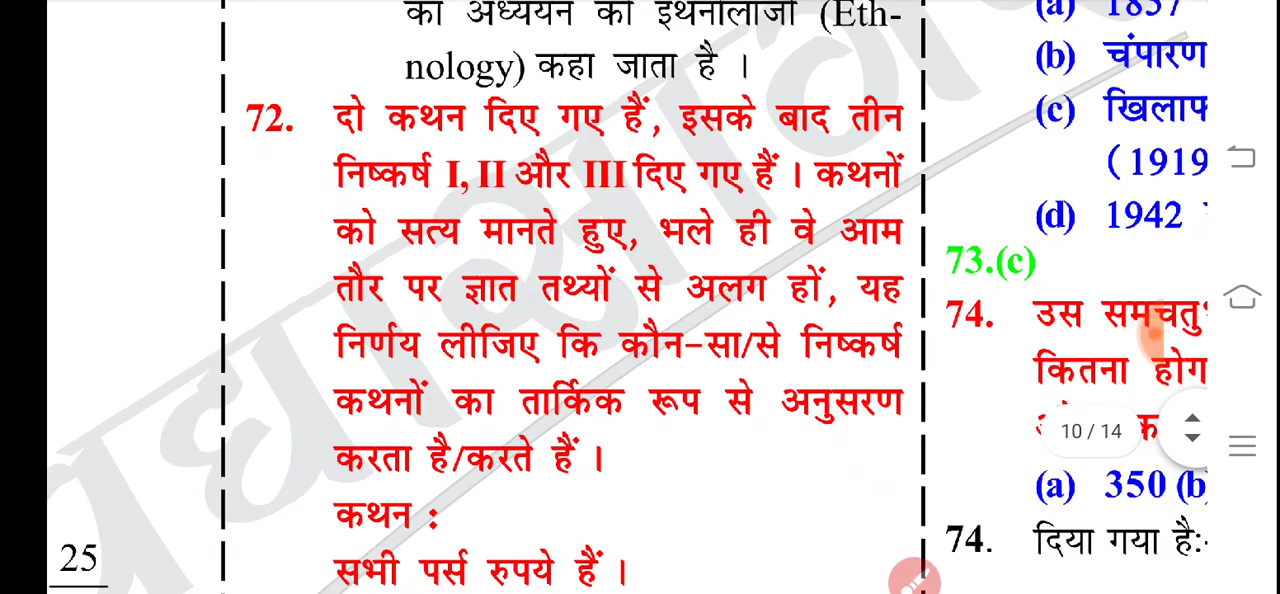 का अध्ययन को इथनोलॉजी (Eth-
nology) कहा जाता है ।
72. दो कथन दिए गए हैं, इसके बाद तीन
निष्कर्ष I, II और III दिए गए हैं । कथनों
को सत्य मानते हुए, भले ही वे आम
तौर पर ज्ञात तथ्यों से अलग हों, यह
निर्णय लीजिए कि कौन-सा/से निष्कर्ष
कथनों का तार्किक रूप से अनुसरण
करता है/करते हैं ।
कथन :
सभी पर्स रुपये हैं ।
25
(a) 1857
(b) चंपारण
(c) खिलाफ
(1919
(d) 1942
73.(c)
74. उस समचतु
कितना होग
(a) 350 (b)
74. दिया गया है:-
10 / 14